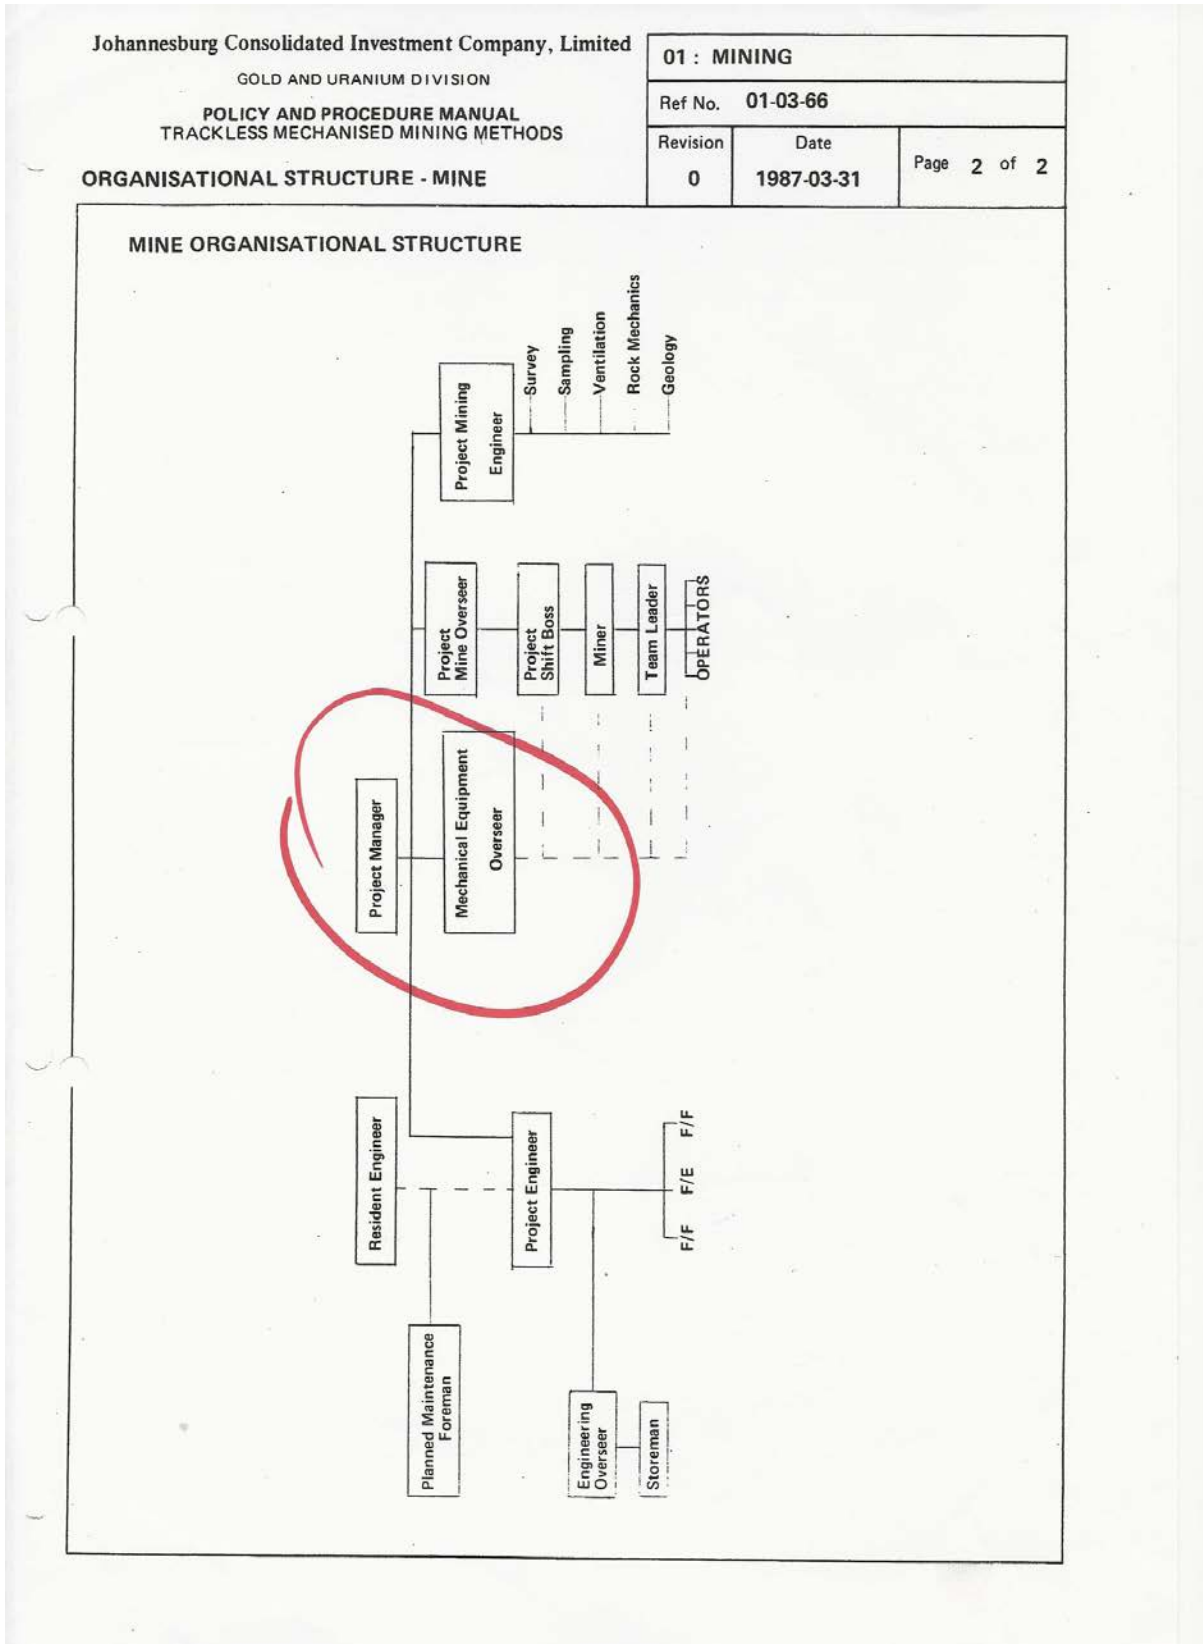 Johannesburg Consolidated Investment Company, Limited
GOLD AND URANIUM DIVISION
POLICY AND PROCEDURE MANUAL
TRACKLESS MECHANISED MINING METHODS
ORGANISATIONAL STRUCTURE - MINE
01 : MINING
Ref No. 01-03-66
Revision
0
Date
1987-03-31
Page 2 of 2
MINE ORGANISATIONAL STRUCTURE
Resident Engineer
Project Manager
Planned Maintenance
Foreman
Mechanical Equipment
Overseer
Project
Mine Overseer
Project Mining
Engineer
Project Engineer
Project
Shift Boss
Survey
Sampling
Ventilation
Rock Mechanics
Geology
Engineering
Overseer
Miner
Storeman
Team Leader
F/F
F/E
F/F
OPERATORS